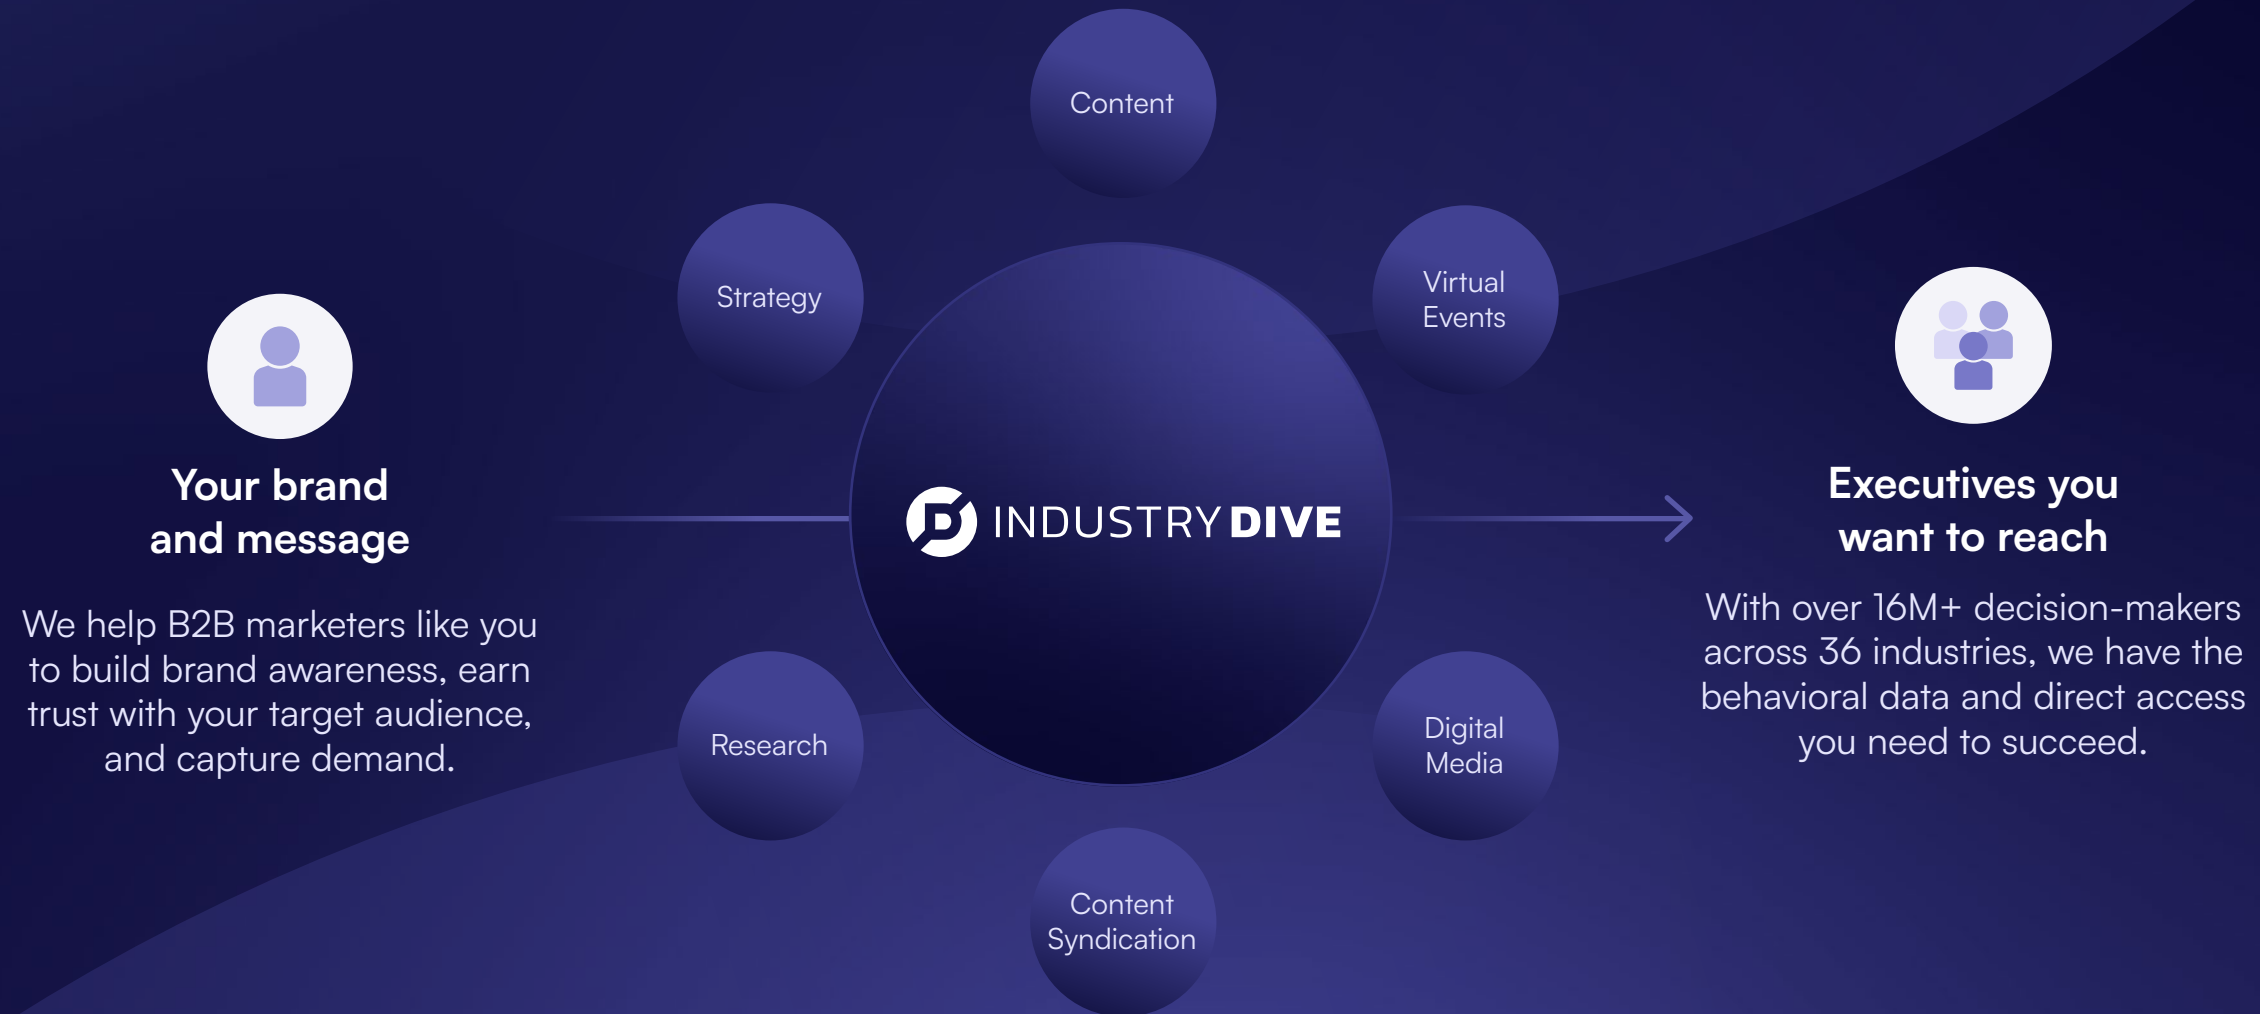 Content
Strategy
Virtual
Events
Your brand
and message
We help B2B marketers like you
to build brand awareness, earn
trust with your target audience,
and capture demand.
INDUSTRY DIVE
Executives you
want to reach
With over 16M+ decision-makers
across 36 industries, we have the
behavioral data and direct access
you need to succeed.
Research
Digital
Media
Content
Syndication